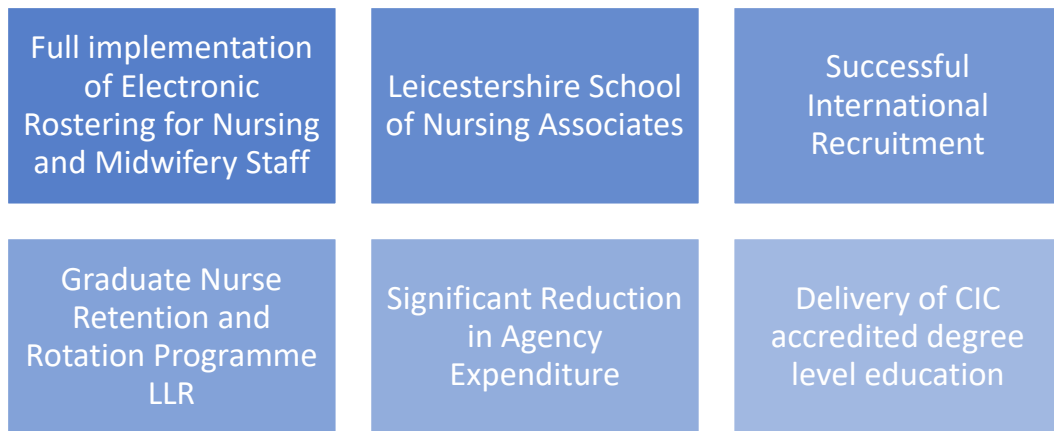 Full implementation
of Electronic
Rostering for Nursing
and Midwifery Staff
Leicestershire School
of Nursing Associates
Successful
International
Recruitment
Graduate Nurse
Retention and
Rotation Programme
LLR
Significant Reduction
in Agency
Expenditure
Delivery of CIC
accredited degree
level education